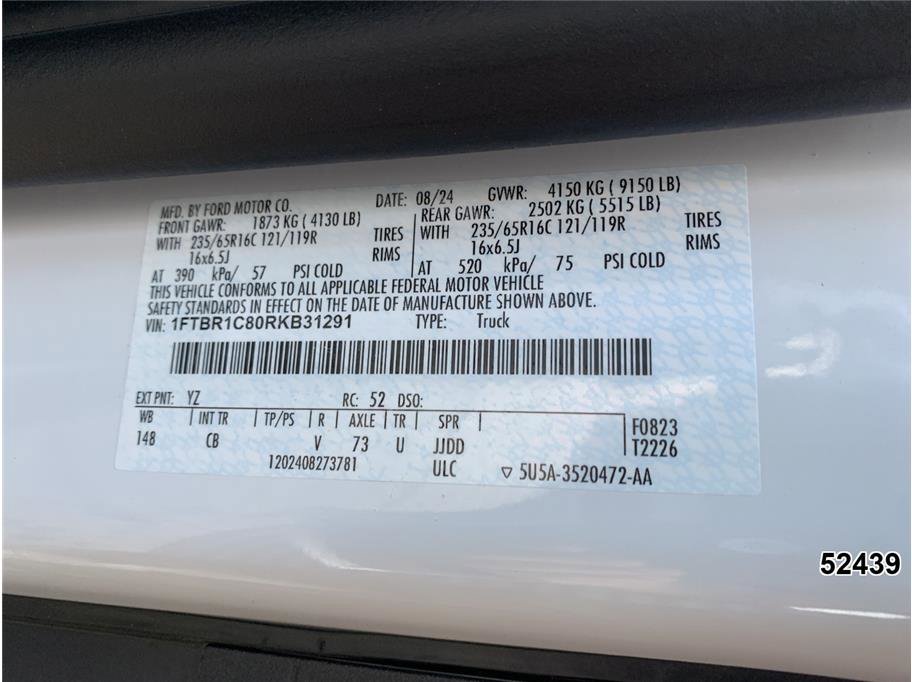 MFD. BY FORD MOTOR CO. DATE: 08/24 GVWR: 4150 KG ( 9150 LB)
FRONT GAWR: 1873 KG ( 4130 LB) REAR GAWR: 2502 KG ( 5515 LB)
WITH 235/65R16C 121/119R TIRES WITH 235/65R16C 121/119R TIRES
16x6.5J RIMS 16x6.5J RIMS
AT 390 kPa/ 57 PSI COLD AT 520 kPa/ 75 PSI COLD
THIS VEHICLE CONFORMS TO ALL APPLICABLE FEDERAL MOTOR VEHICLE
SAFETY STANDARDS IN EFFECT ON THE DATE OF MANUFACTURE SHOWN ABOVE.
VIN: 1FTBR1C80RKB31291 TYPE: Truck
EXT PNT: YZ RC: 52 DSO:
WB INT TR TP/PS R AXLE TR SPR F0823
148 CB V 73 U JJDD T2226
1202408273781 ULC ▽ 5U5A-3520472-AA
52439